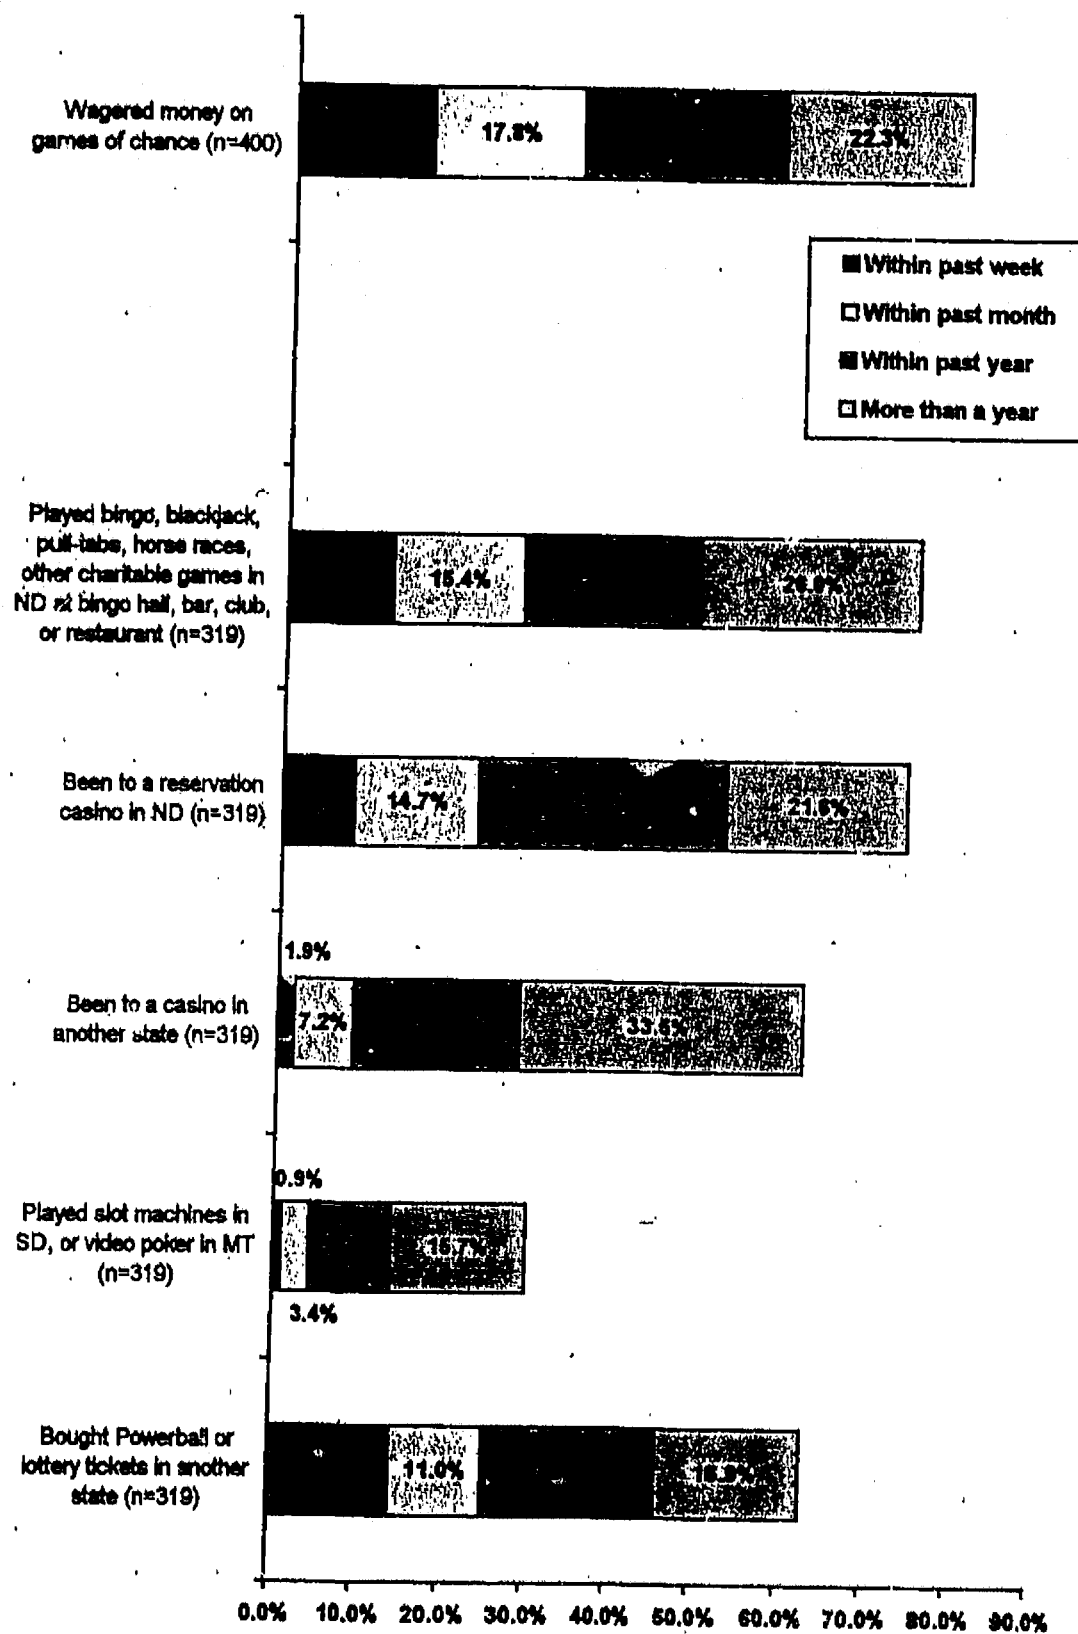 Wagered money on
games of chance (n=400)
17.8%
22.3%
Within past week
Within past month
Within past year
More than a year
Played bingo, blackjack,
pull-tabs, horse races,
other charitable games in
ND at bingo hall, bar, club,
or restaurant (n=319)
15.4%
Been to a reservation
casino in ND (n=319)
14.7%
21.6%
1.9%
Been to a casino in
another state (n=319)
7.2%
0.9%
Played slot machines in
SD, or video poker in MT
(n=319)
15.7%
3.4%
Bought Powerball or
lottery tickets in another
state (n=319)
11.0%
0.0% 10.0% 20.0% 30.0% 40.0% 50.0% 60.0% 70.0% 80.0% 90.0%